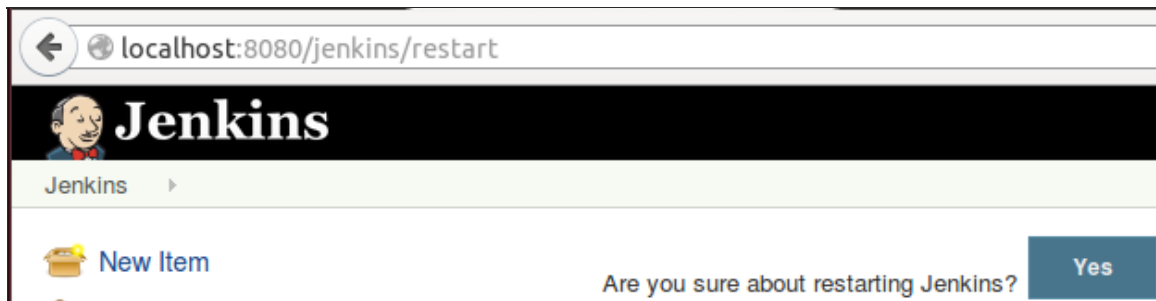 localhost:8080/jenkins/restart
Jenkins
Jenkins
New Item
Are you sure about restarting Jenkins? Yes